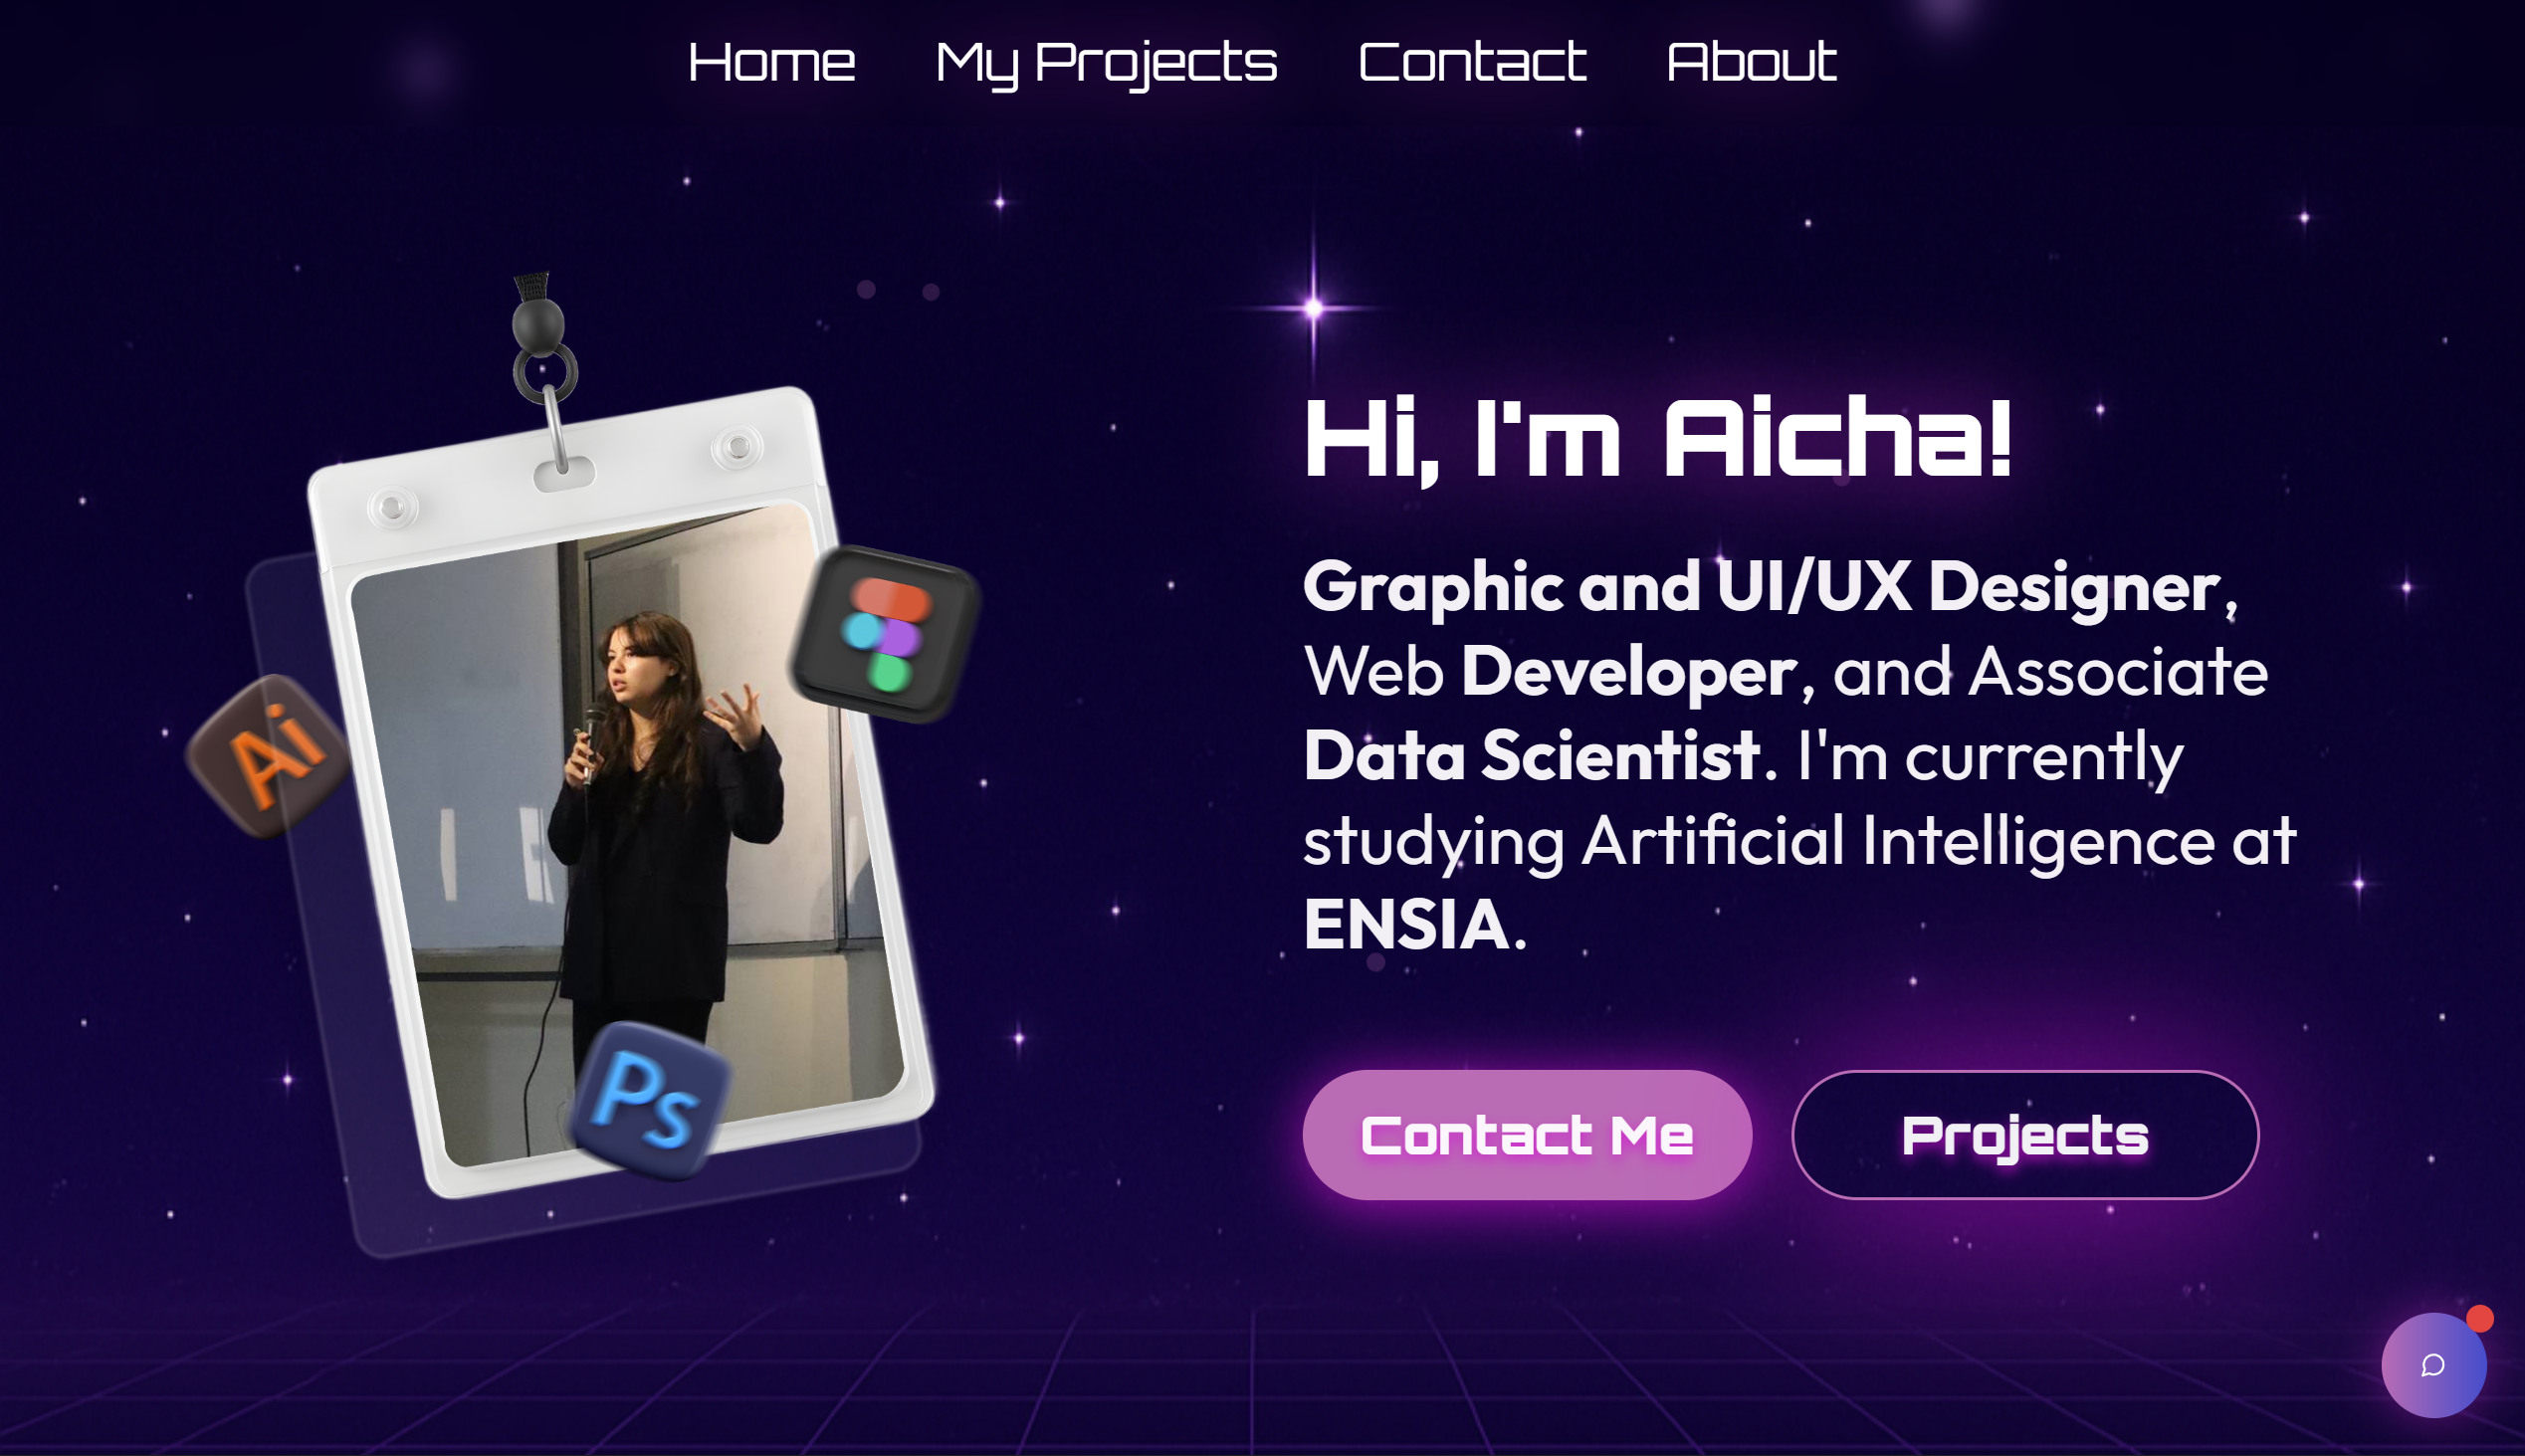 Home My Projects Contact About
Hi, I'm Aicha!
Graphic and UI/UX Designer,
Web Developer, and Associate
Data Scientist. I'm currently
studying Artificial Intelligence at
ENSIA.
Ai
Ps
Contact Me Projects